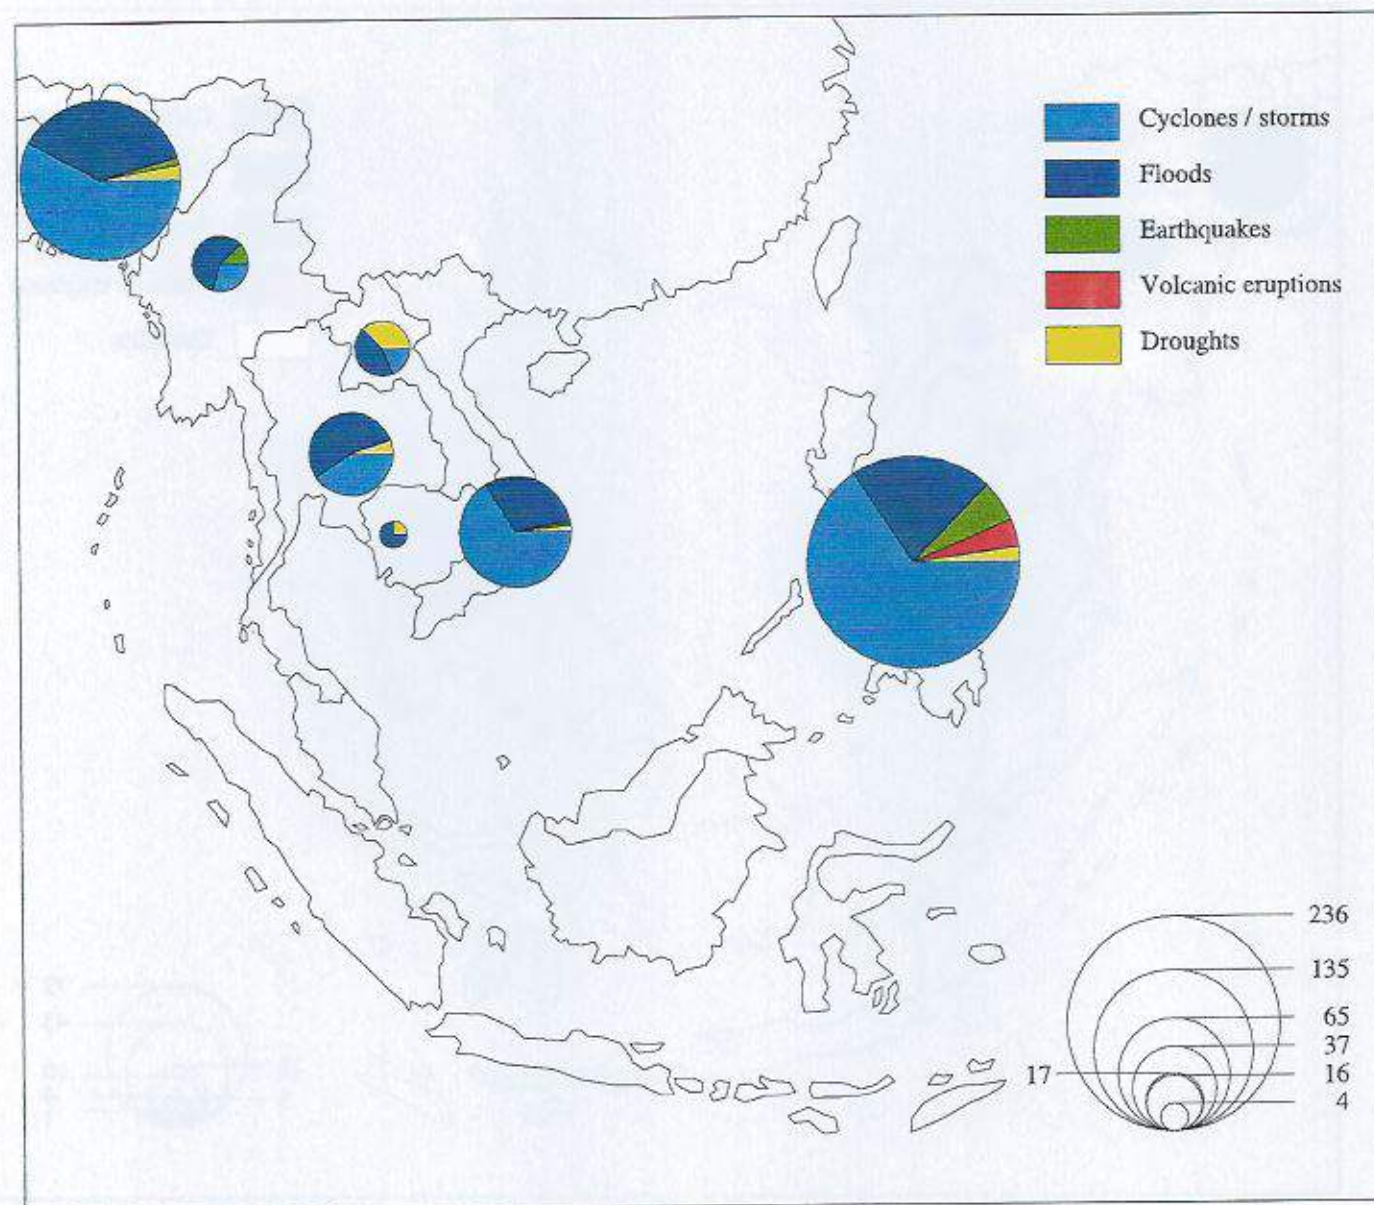 Cyclones / storms
Floods
Earthquakes
Volcanic eruptions
Droughts
236
135
65
37
17
16
4